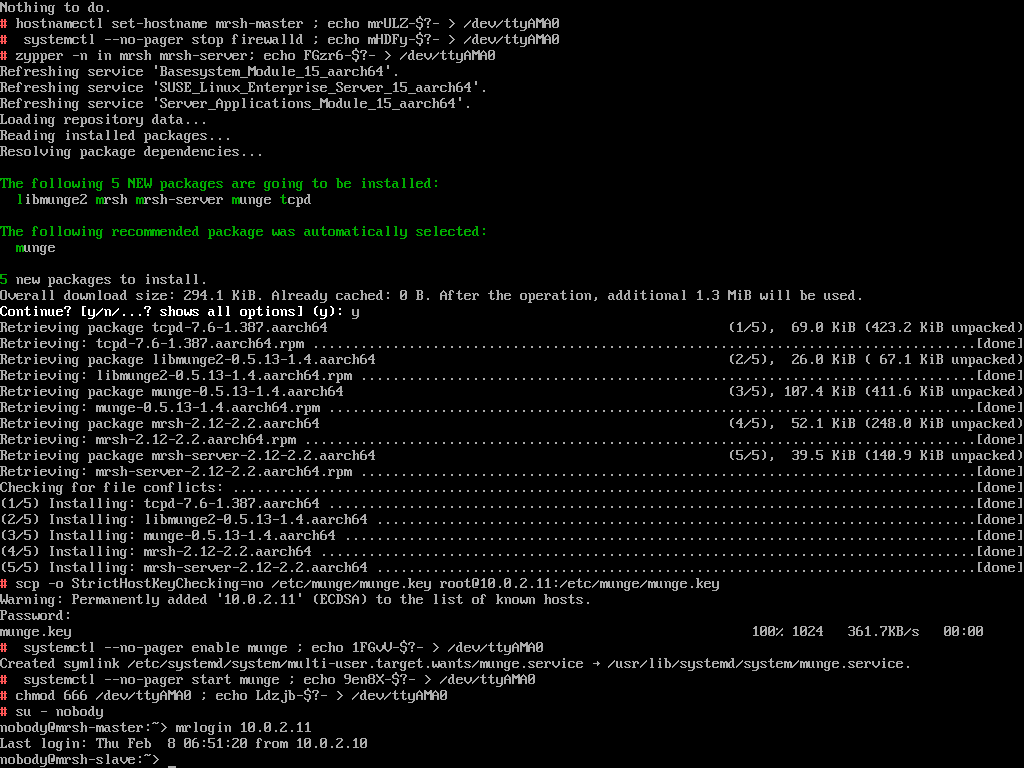 Nothing to do.
# hostnamectl set-hostname mrsh-master ; echo mrULZ-$?- > /dev/ttyAMA0
#  systemctl --no-pager stop firewalld ; echo mHDFy-$?- > /dev/ttyAMA0
# zypper -n in mrsh mrsh-server; echo FGzr6-$?- > /dev/ttyAMA0
Refreshing service 'Basesystem_Module_15_aarch64'.
Refreshing service 'SUSE_Linux_Enterprise_Server_15_aarch64'.
Refreshing service 'Server_Applications_Module_15_aarch64'.
Loading repository data...
Reading installed packages...
Resolving package dependencies...

The following 5 NEW packages are going to be installed:
  libmunge2 mrsh mrsh-server munge tcpd

The following recommended package was automatically selected:
  munge

5 new packages to install.
Overall download size: 294.1 KiB. Already cached: 0 B. After the operation, additional 1.3 MiB will be used.
Continue? [y/n/...? shows all options] (y): y
Retrieving package tcpd-7.6-1.387.aarch64 (1/5),  69.0 KiB (423.2 KiB unpacked)
Retrieving: tcpd-7.6-1.387.aarch64.rpm ...................................................................................[done]
Retrieving package libmunge2-0.5.13-1.4.aarch64 (2/5),  26.0 KiB ( 67.1 KiB unpacked)
Retrieving: libmunge2-0.5.13-1.4.aarch64.rpm .............................................................................[done]
Retrieving package munge-0.5.13-1.4.aarch64 (3/5), 107.4 KiB (411.6 KiB unpacked)
Retrieving: munge-0.5.13-1.4.aarch64.rpm .................................................................................[done]
Retrieving package mrsh-2.12-2.2.aarch64 (4/5),  52.1 KiB (248.0 KiB unpacked)
Retrieving: mrsh-2.12-2.2.aarch64.rpm ....................................................................................[done]
Retrieving package mrsh-server-2.12-2.2.aarch64 (5/5),  39.5 KiB (140.9 KiB unpacked)
Retrieving: mrsh-server-2.12-2.2.aarch64.rpm .............................................................................[done]
Checking for file conflicts: .............................................................................................[done]
(1/5) Installing: tcpd-7.6-1.387.aarch64 .................................................................................[done]
(2/5) Installing: libmunge2-0.5.13-1.4.aarch64 ...........................................................................[done]
(3/5) Installing: munge-0.5.13-1.4.aarch64 ...............................................................................[done]
(4/5) Installing: mrsh-2.12-2.2.aarch64 ..................................................................................[done]
(5/5) Installing: mrsh-server-2.12-2.2.aarch64 ...........................................................................[done]
# scp -o StrictHostKeyChecking=no /etc/munge/munge.key root@10.0.2.11:/etc/munge/munge.key
Warning: Permanently added '10.0.2.11' (ECDSA) to the list of known hosts.
Password:
munge.key 100% 1024   361.7KB/s   00:00
#  systemctl --no-pager enable munge ; echo 1FGvV-$?- > /dev/ttyAMA0
Created symlink /etc/systemd/system/multi-user.target.wants/munge.service → /usr/lib/systemd/system/munge.service.
#  systemctl --no-pager start munge ; echo 9en8X-$?- > /dev/ttyAMA0
# chmod 666 /dev/ttyAMA0 ; echo Ldzjb-$?- > /dev/ttyAMA0
# su - nobody
nobody@mrsh-master:~> mrlogin 10.0.2.11
Last login: Thu Feb  8 06:51:20 from 10.0.2.10
nobody@mrsh-slave:~> _